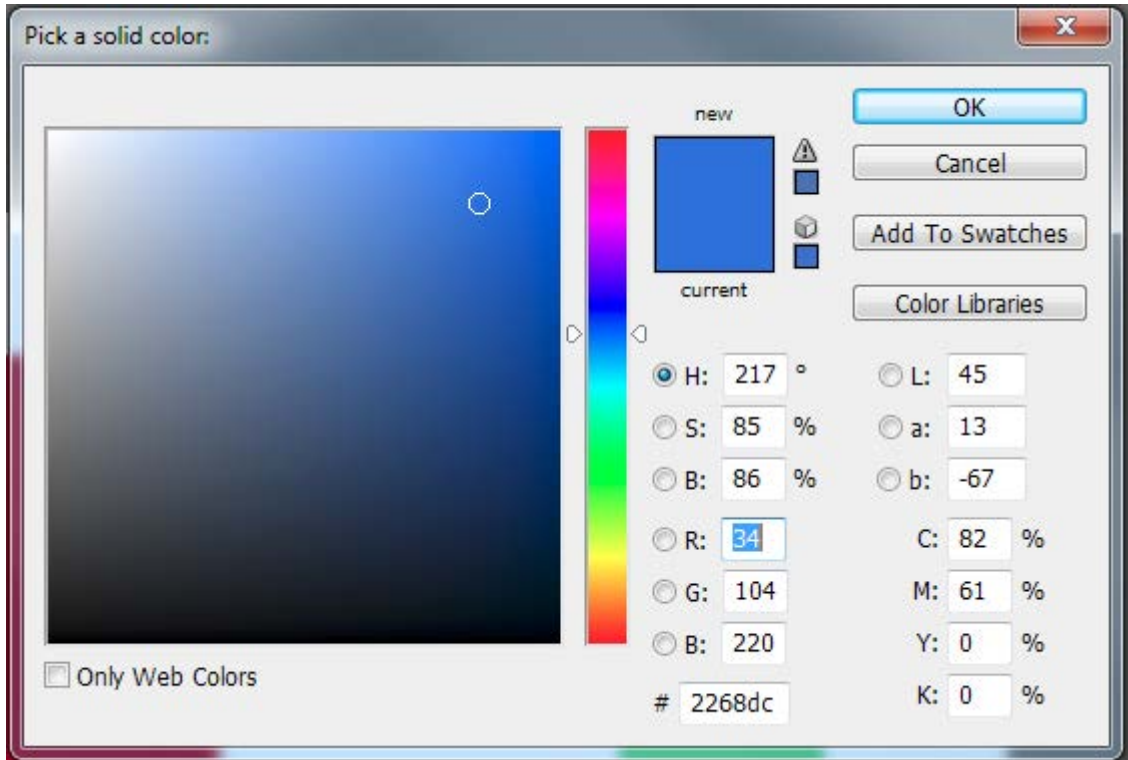 Pick a solid color:
new
current
OK
Cancel
Add To Swatches
Color Libraries
H: 217 °
S: 85 %
B: 86 %
R: 34
G: 104
B: 220
# 2268dc
L: 45
a: 13
b: -67
C: 82 %
M: 61 %
Y: 0 %
K: 0 %
Only Web Colors